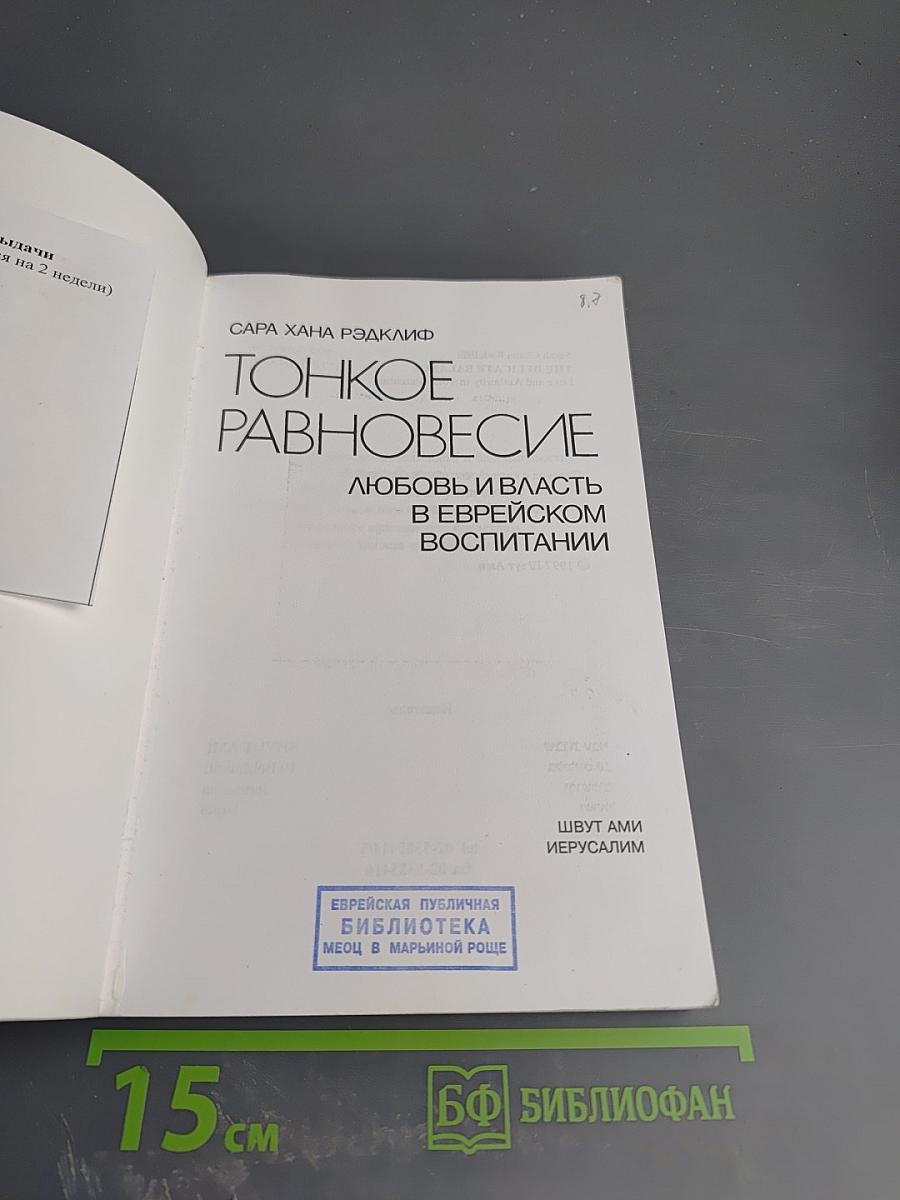 ыдачи
я на 2 недели)
8,8
САРА ХАНА РЭДКЛИФ
ТОНКОЕ
РАВНОВЕСИЕ
ЛЮБОВЬ И ВЛАСТЬ
В ЕВРЕЙСКОМ
ВОСПИТАНИИ
ШВУТ АМИ
ИЕРУСАЛИМ
ЕВРЕЙСКАЯ ПУБЛИЧНАЯ
БИБЛИОТЕКА
МЕОЦ В МАРЬИНОЙ РОЩЕ
15 см
БФ БИБЛИОФАН